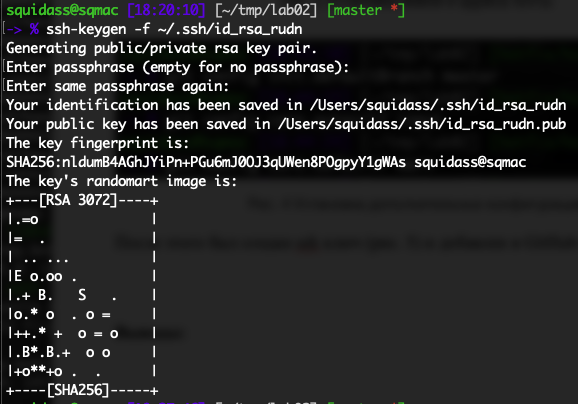 squidass@sqmac [18:20:10] [~/tmp/lab02] [master *]
-> % ssh-keygen -f ~/.ssh/id_rsa_rudn
Generating public/private rsa key pair.
Enter passphrase (empty for no passphrase):
Enter same passphrase again:
Your identification has been saved in /Users/squidass/.ssh/id_rsa_rudn
Your public key has been saved in /Users/squidass/.ssh/id_rsa_rudn.pub
The key fingerprint is:
SHA256:nldumB4AGhJYiPn+PGu6mJ0OJ3qUWen8POgpyY1gWAs squidass@sqmac
The key's randomart image is:
+---[RSA 3072]----+
|.=o              |
|=  .             |
| .. ...          |
|E o.oo .         |
|.+ B.   S   .    |
|o.* o  . o =     |
|++.* +  o = o    |
|.B*.B.+  o o     |
|+o**+o .  .      |
+----[SHA256]-----+